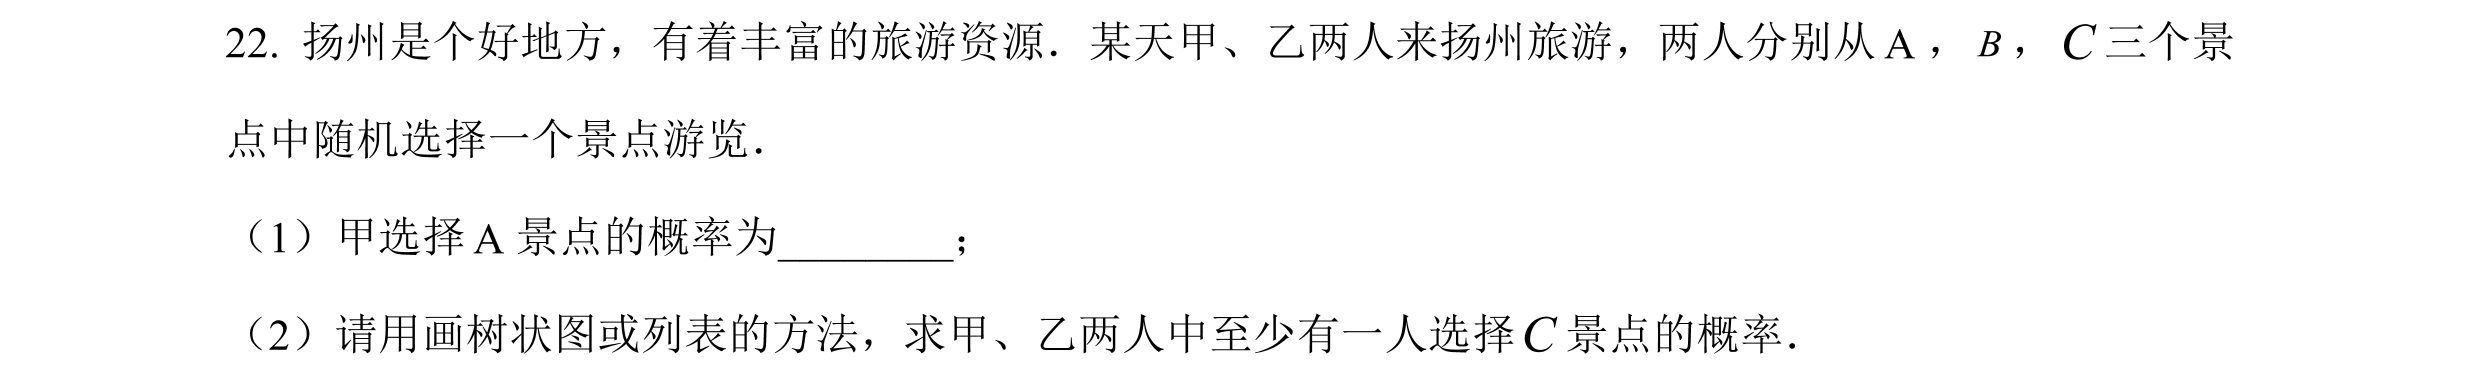 22. 扬州是个好地方，有着丰富的旅游资源．某天甲、乙两人来扬州旅游，两人分别从 A ， B ， C 三个景
点中随机选择一个景点游览．
（1）甲选择 A 景点的概率为________；
（2）请用画树状图或列表的方法，求甲、乙两人中至少有一人选择 C 景点的概率．